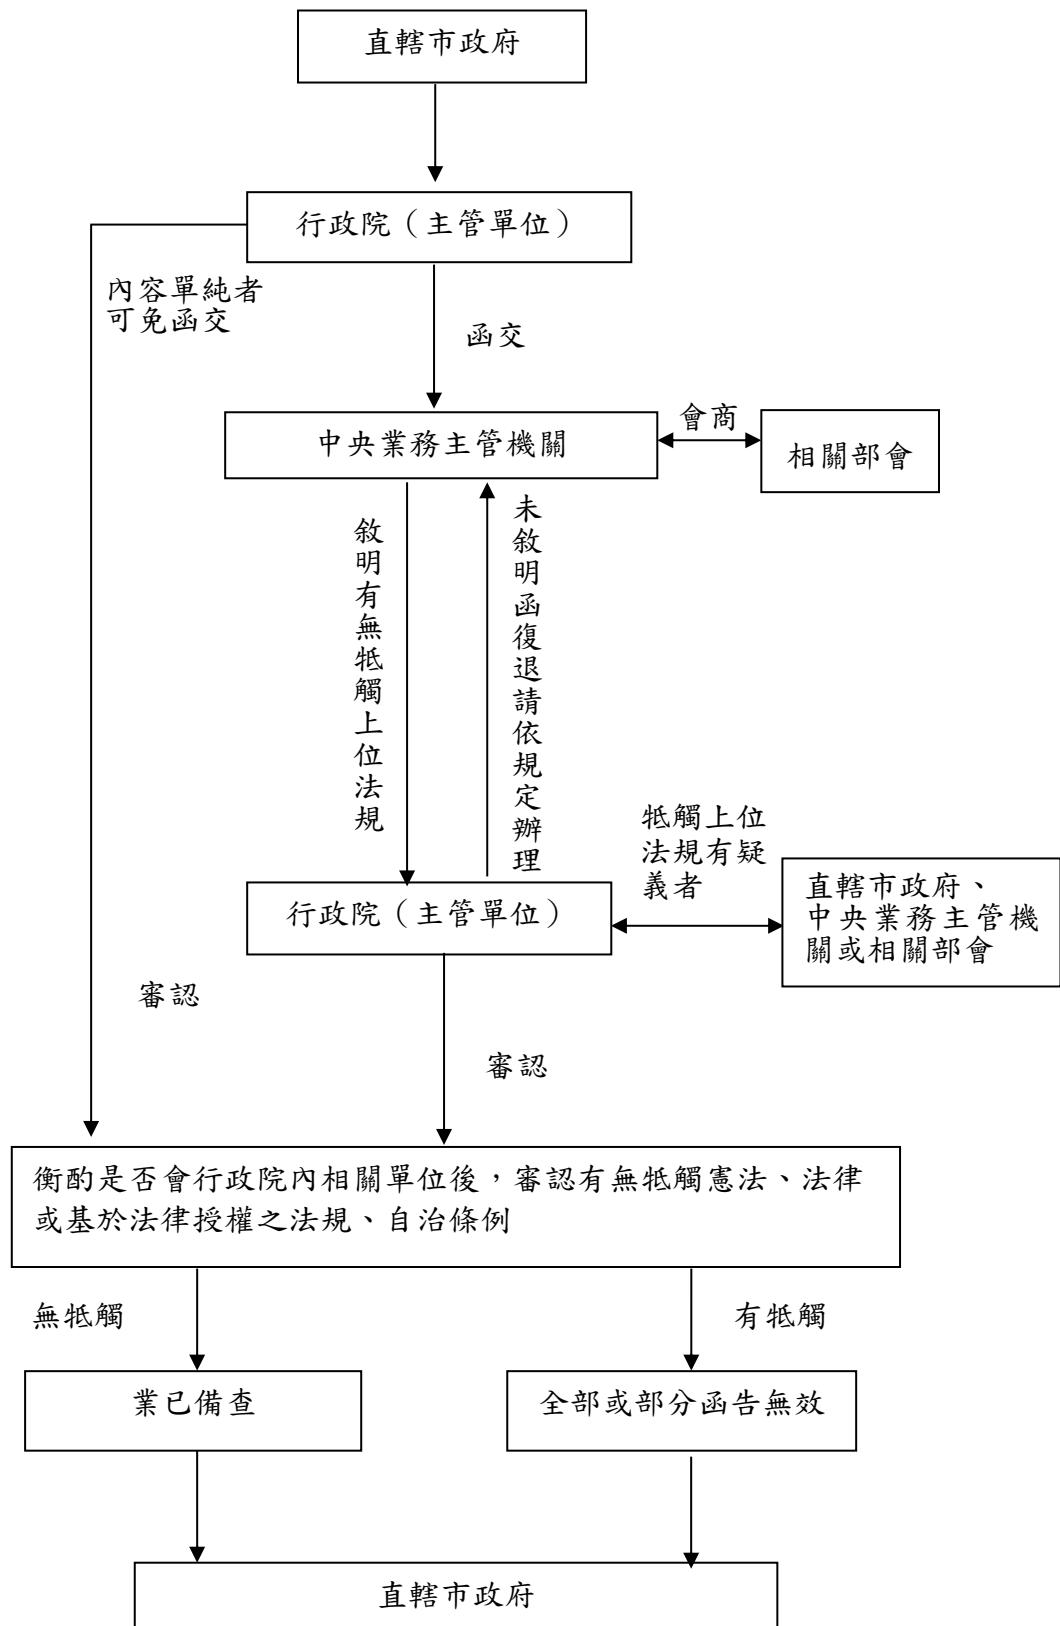 直轄市政府
行政院（主管單位）
內容單純者
可免函交
函交
中央業務主管機關
會商
相關部會
敘明有無牴觸上位法規
未敘明函復退請依規定辦理
牴觸上位
法規有疑
義者
行政院（主管單位）
直轄市政府、
中央業務主管機
關或相關部會
審認
審認
衡酌是否會行政院內相關單位後，審認有無牴觸憲法、法律
或基於法律授權之法規、自治條例
無牴觸
有牴觸
業已備查
全部或部分函告無效
直轄市政府